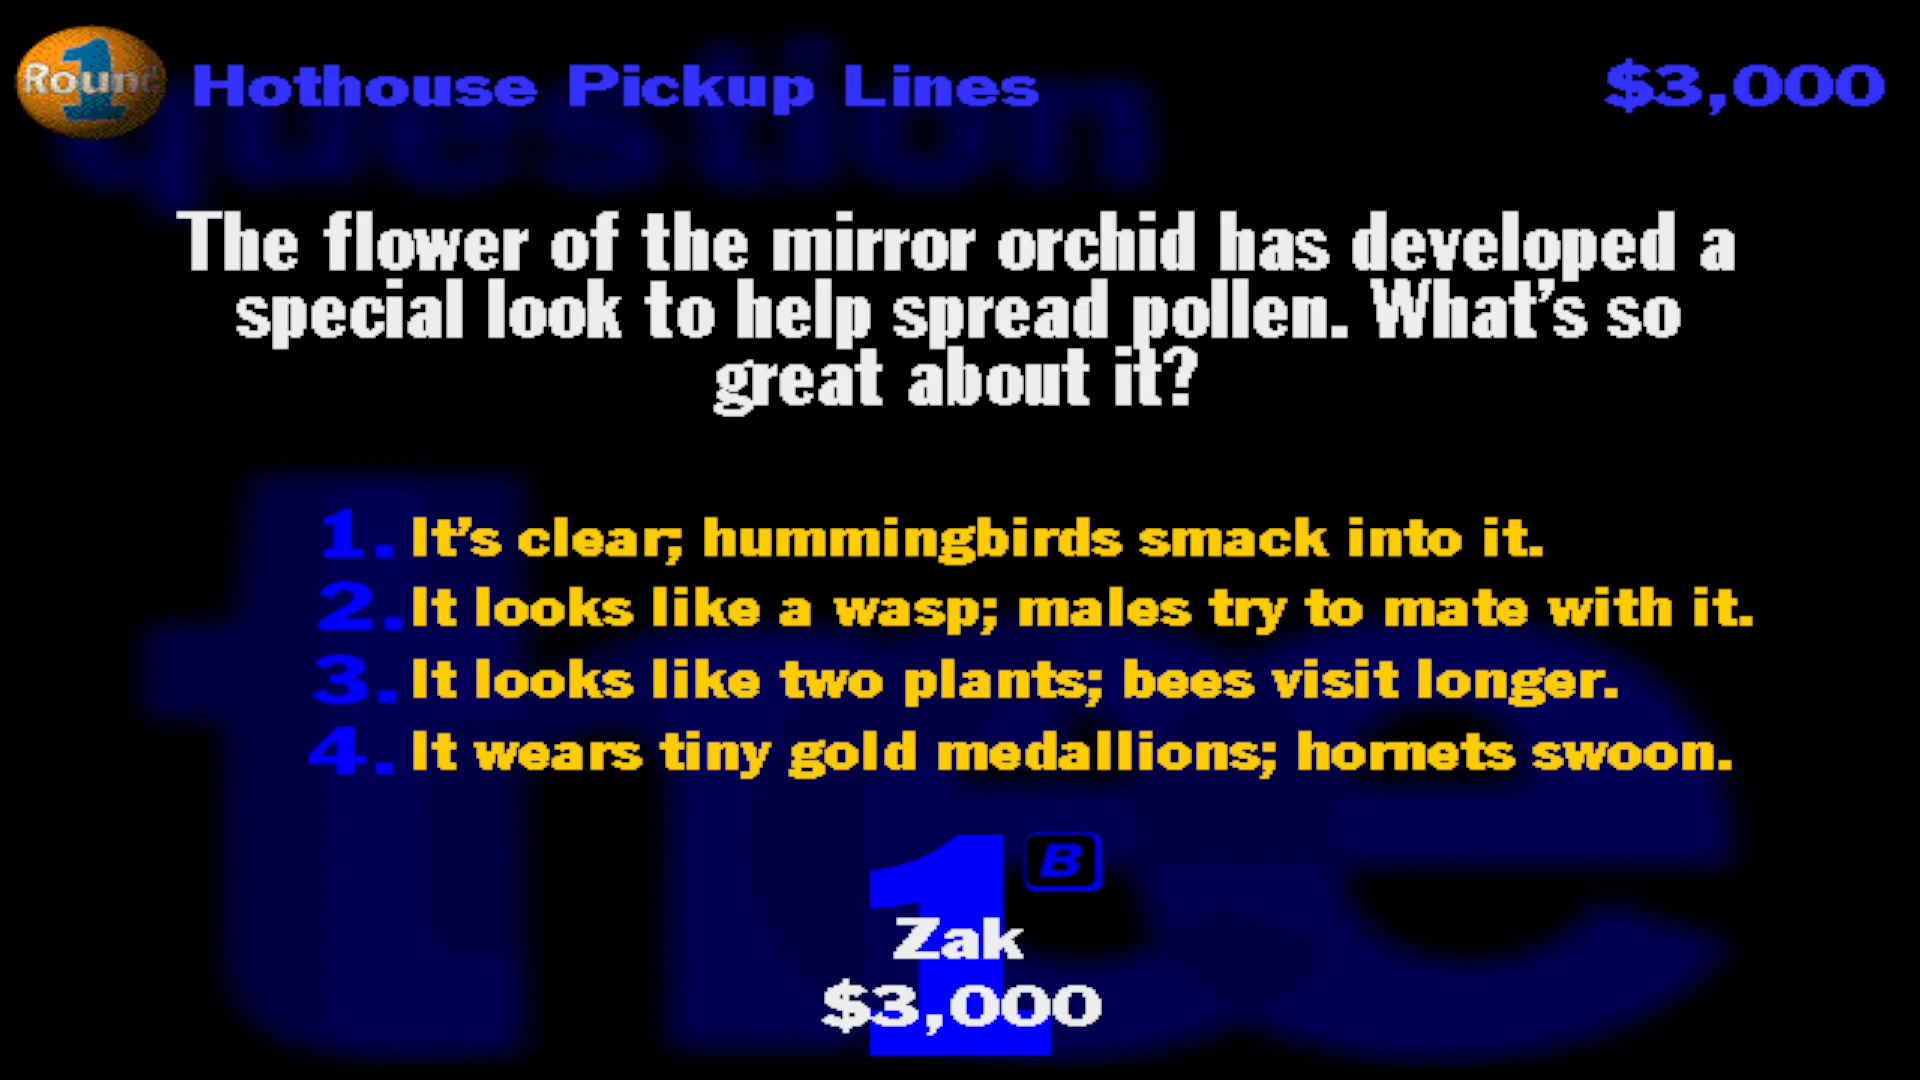 Round 1
Hothouse Pickup Lines
$3,000
question
The flower of the mirror orchid has developed a
special look to help spread pollen. What's so
great about it?
three
1. It's clear; hummingbirds smack into it.
2. It looks like a wasp; males try to mate with it.
3. It looks like two plants; bees visit longer.
4. It wears tiny gold medallions; hornets swoon.
1
B
Zak
$3,000